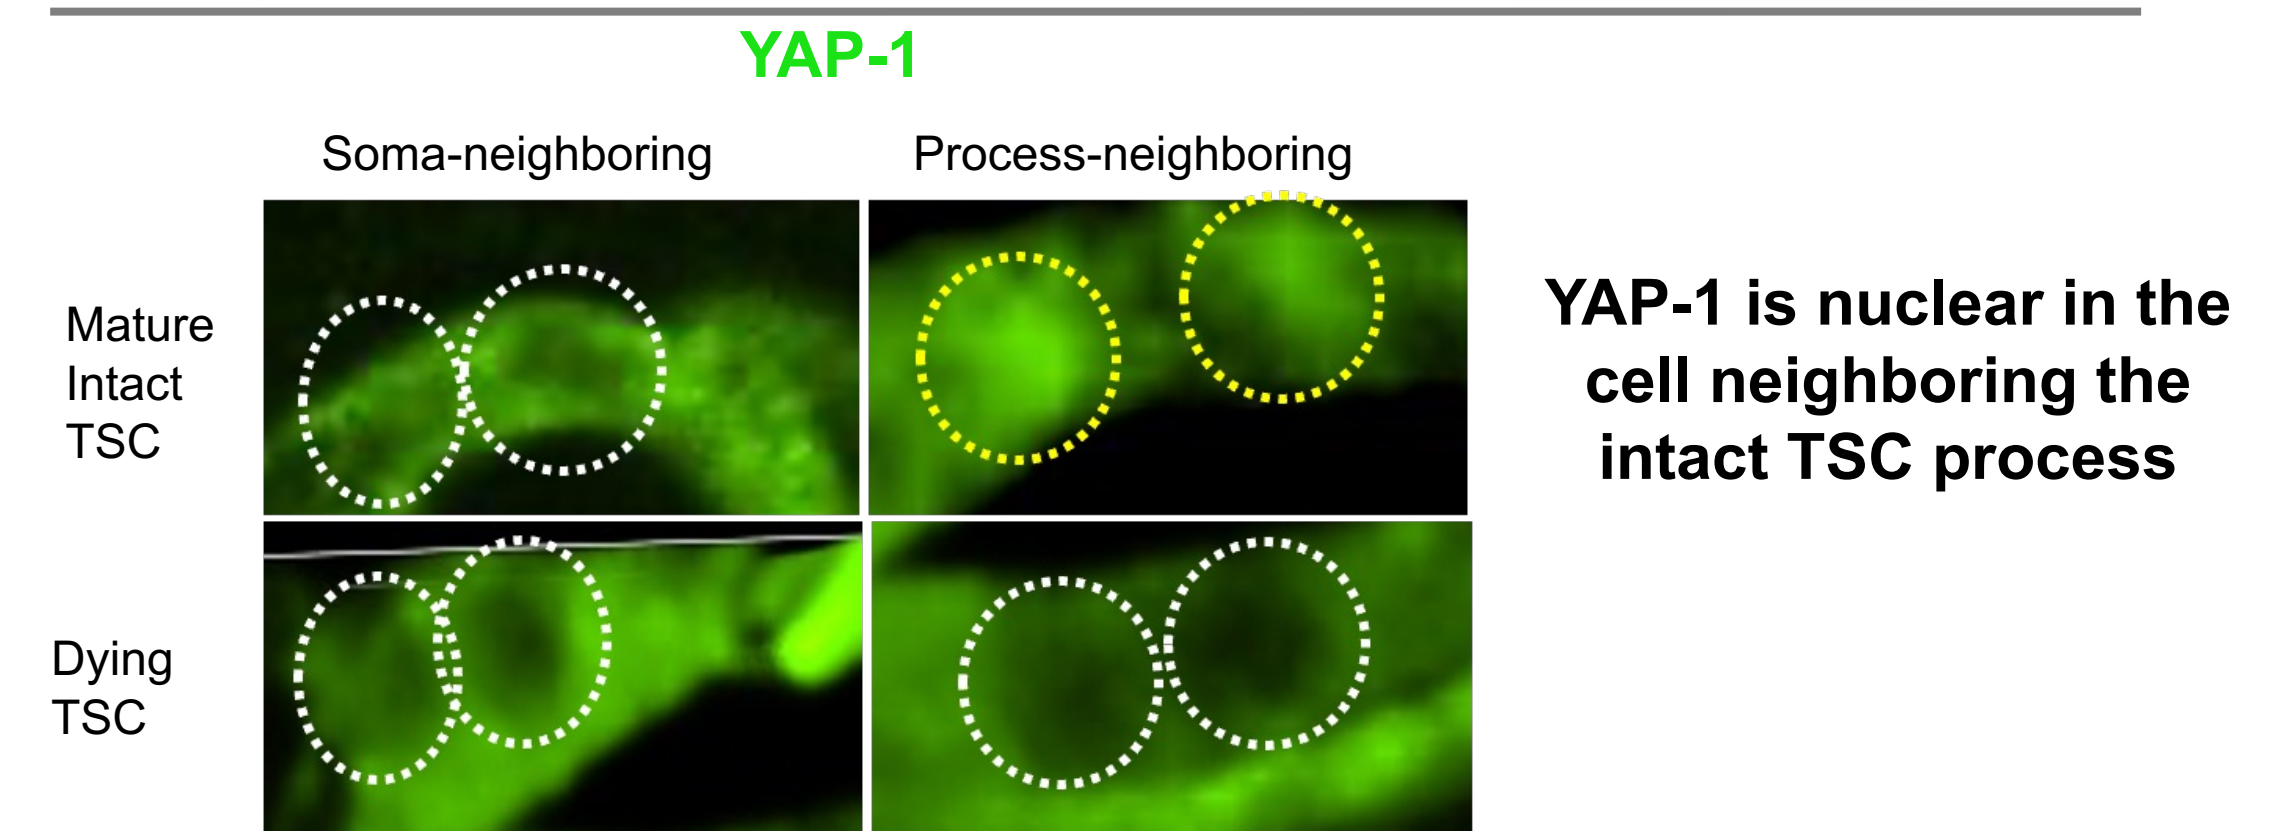 YAP-1
Soma-neighboring
Process-neighboring
Mature
Intact
TSC
YAP-1 is nuclear in the
cell neighboring the
intact TSC process
Dying
TSC